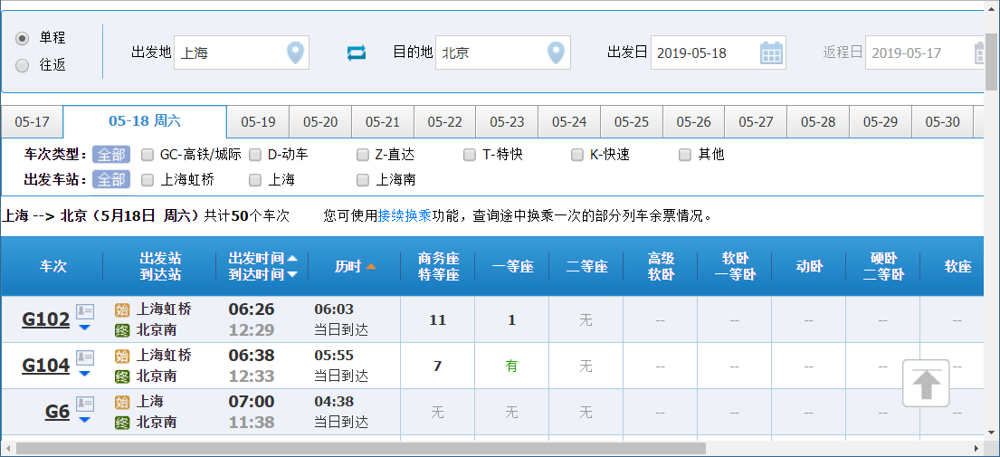 单程
往返
出发地 上海 目的地 北京 出发日 2019-05-18 返程日 2019-05-17
05-17 05-18 周六 05-19 05-20 05-21 05-22 05-23 05-24 05-25 05-26 05-27 05-28 05-29 05-30
车次类型： 全部 GC-高铁/城际 D-动车 Z-直达 T-特快 K-快速 其他
出发车站： 全部 上海虹桥 上海 上海南
上海 --> 北京（5月18日 周六）共计50个车次 您可使用接续换乘功能，查询途中换乘一次的部分列车余票情况。
车次 出发站 到达站 出发时间 到达时间 历时 商务座 特等座 一等座 二等座 高级 软卧 软卧 一等卧 动卧 硬卧 二等卧 软座
G102 始 上海虹桥 06:26 06:03 11 1 无 -- -- -- -- --
终 北京南 12:29 当日到达
G104 始 上海虹桥 06:38 05:55 7 有 无 -- -- -- -- --
终 北京南 12:33 当日到达
G6 始 上海 07:00 04:38 无 无 无 -- -- -- -- --
终 北京南 11:38 当日到达